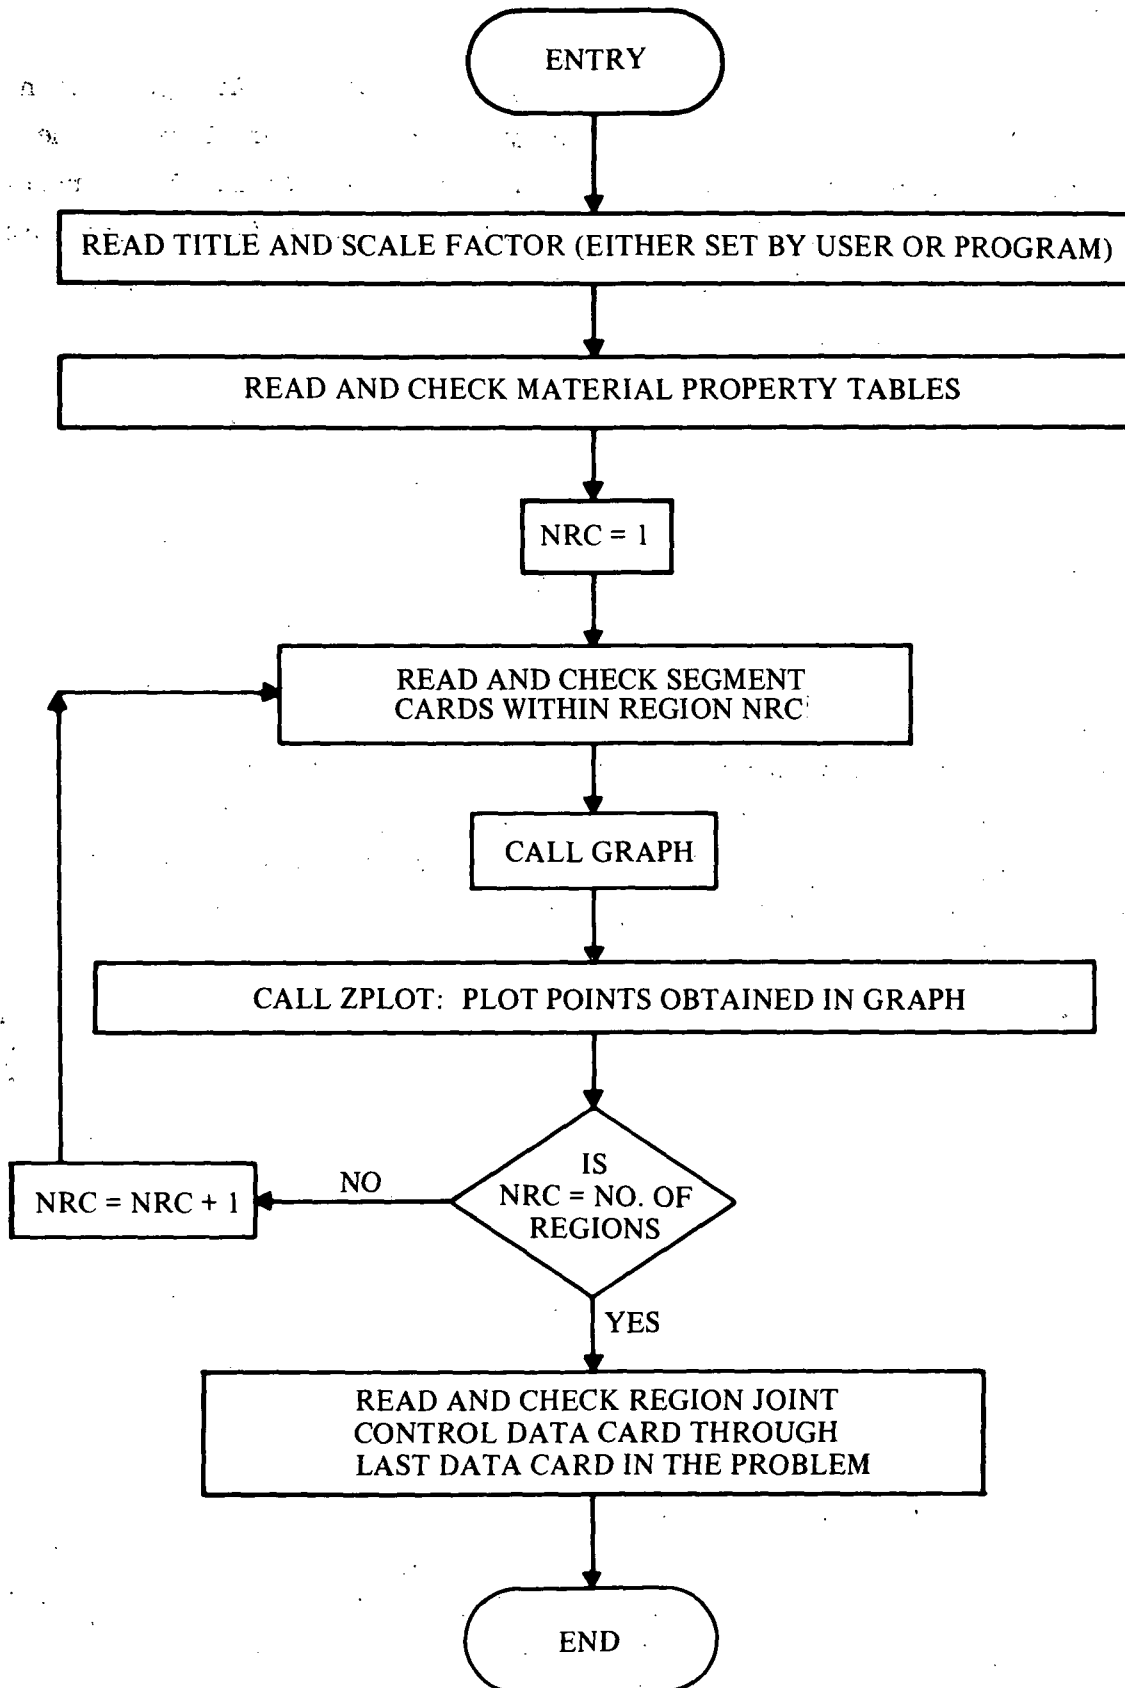 ENTRY
READ TITLE AND SCALE FACTOR (EITHER SET BY USER OR PROGRAM)
READ AND CHECK MATERIAL PROPERTY TABLES
NRC = 1
READ AND CHECK SEGMENT
CARDS WITHIN REGION NRC
CALL GRAPH
CALL ZPLOT: PLOT POINTS OBTAINED IN GRAPH
IS
NRC = NO. OF
REGIONS
NO
NRC = NRC + 1
YES
READ AND CHECK REGION JOINT
CONTROL DATA CARD THROUGH
LAST DATA CARD IN THE PROBLEM
END